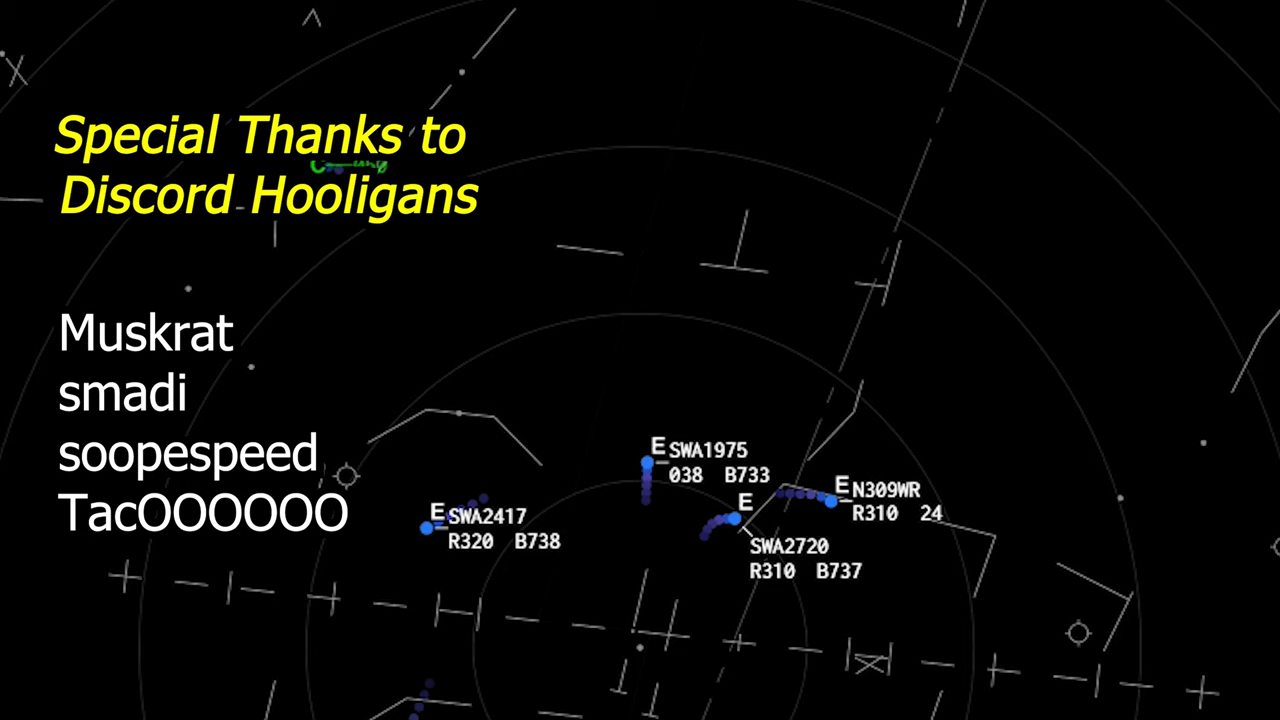 Special Thanks to
Discord Hooligans
Muskrat
smadi
soopespeed
TacOOOOOO
E SWA1975
038 B733
E SWA2417
R320 B738
E
SWA2720
R310 B737
E N309WR
R310 24